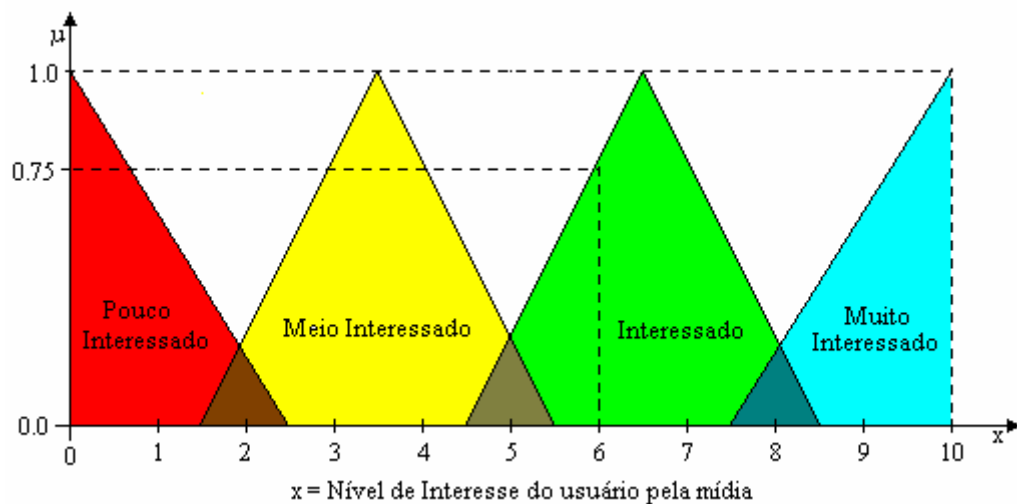 μ
1.0
0.75
0.0
Pouco
Interessado
Meio Interessado
Interessado
Muito
Interessado
0 1 2 3 4 5 6 7 8 9 10
x
x = Nível de Interesse do usuário pela mídia